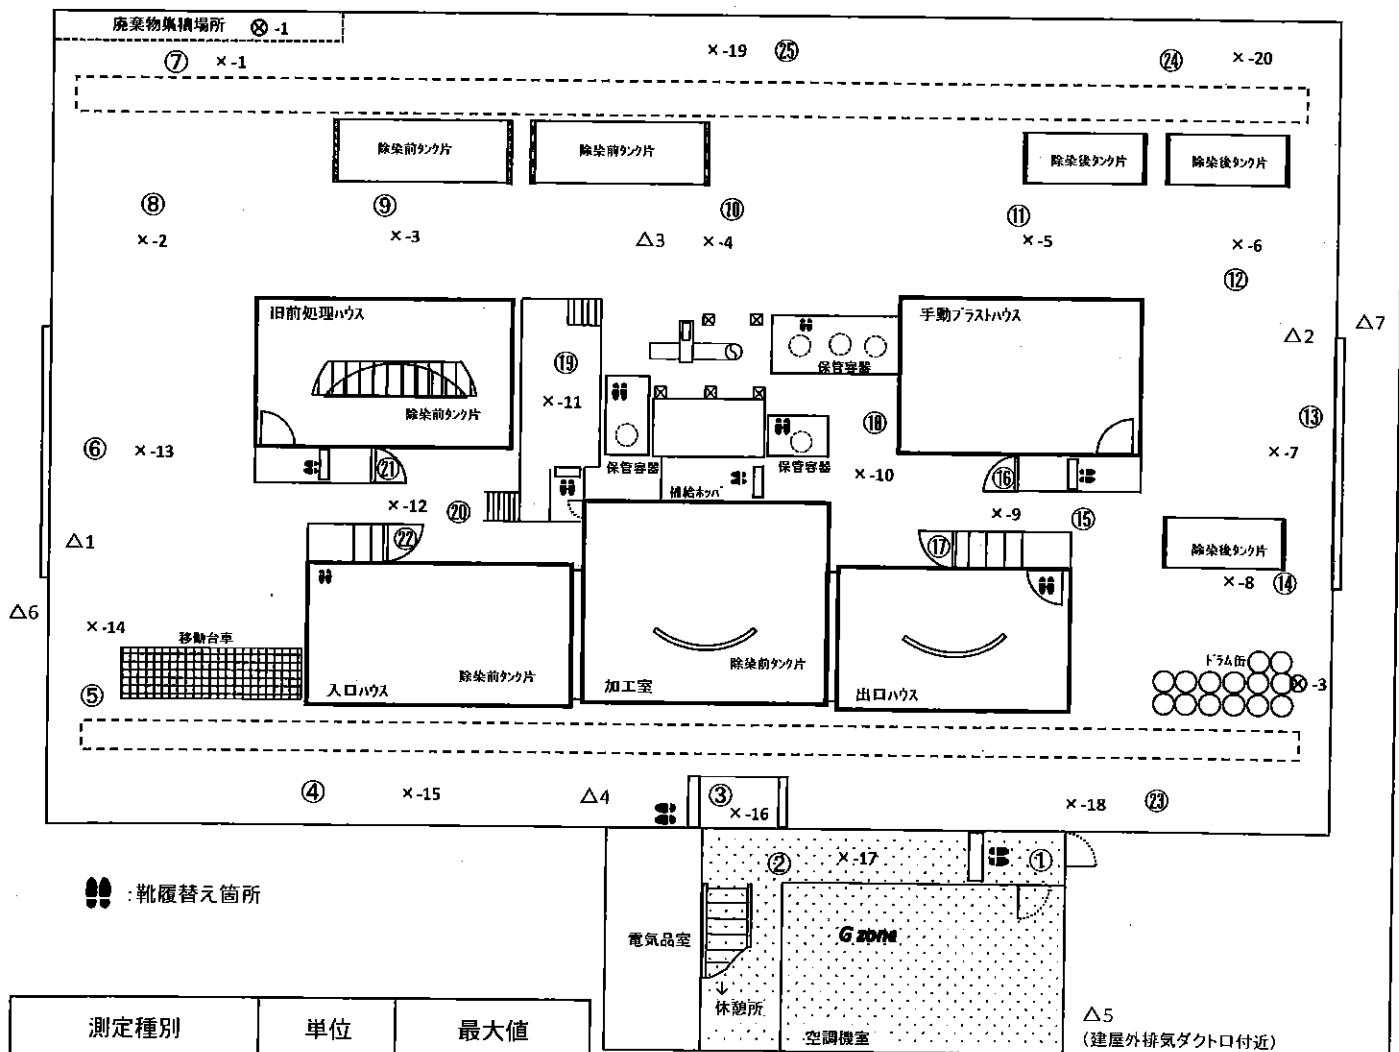 廃棄物集積場所 ⊗ -1
⑦ × -1
× -19 ㉕
㉔ × -20
除染前タンク片
除染前タンク片
除染後タンク片
除染後タンク片
⑧
⑨
⑩
⑪
× -2
× -3
△3 × -4
× -5
× -6
⑫
旧前処理ハウス
手動ブラストハウス
△2
△7
⑲
保管容器
除染前タンク片
× -11
⑱
⑬
⑥ × -13
㉑
保管容器
保管容器
× -10
⑯
× -7
補給ホッパ
× -12 ⑳
× -9 ⑮
△1
㉒
⑰
除染後タンク片
× -8 ⑭
△6
× -14
移動台車
⑤
入口ハウス
除染前タンク片
加工室
除染前タンク片
出口ハウス
ドラム缶
⊗ -3
④ × -15
△4
③
× -16
× -18 ㉓
② × -17
①
:靴履替え箇所
電気品室
G zone
↓
休憩所
空調機室
△5
(建屋外排気ダクト口付近)
測定種別 単位 最大値